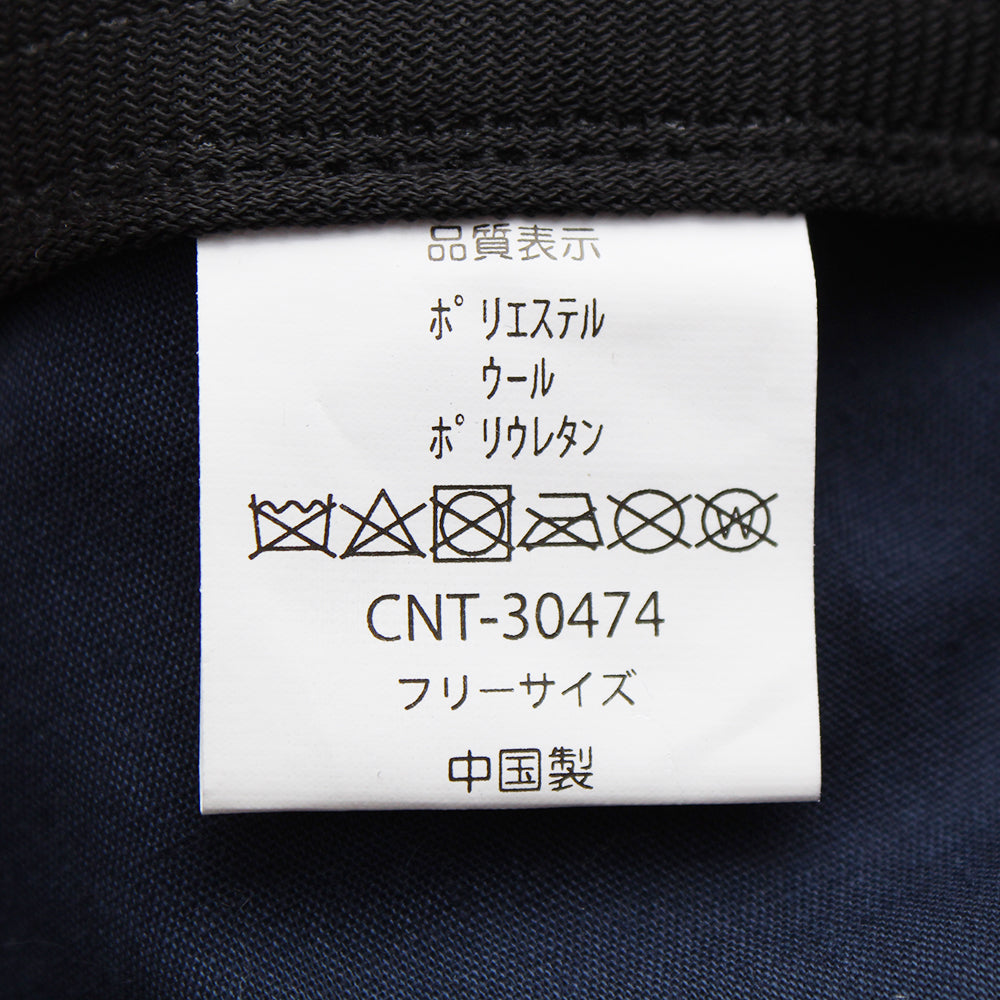 品質表示
ポリエステル
ウール
ポリウレタン
CNT-30474
フリーサイズ
中国製